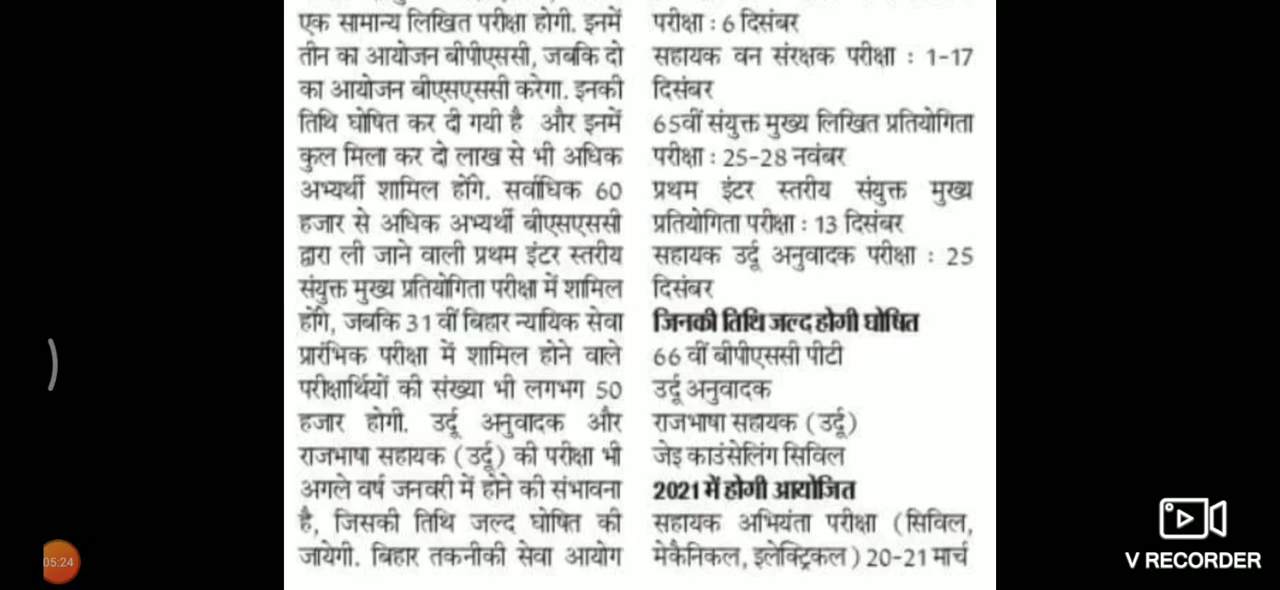 एक सामान्य लिखित परीक्षा होगी. इनमें
तीन का आयोजन बीपीएससी, जबकि दो
का आयोजन बीएसएससी करेगा. इनकी
तिथि घोषित कर दी गयी है और इनमें
कुल मिला कर दो लाख से भी अधिक
अभ्यर्थी शामिल होंगे. सर्वाधिक 60
हजार से अधिक अभ्यर्थी बीएसएससी
द्वारा ली जाने वाली प्रथम इंटर स्तरीय
संयुक्त मुख्य प्रतियोगिता परीक्षा में शामिल
होंगे, जबकि 31 वीं बिहार न्यायिक सेवा
प्रारंभिक परीक्षा में शामिल होने वाले
परीक्षार्थियों की संख्या भी लगभग 50
हजार होगी. उर्दू अनुवादक और
राजभाषा सहायक (उर्दू) की परीक्षा भी
अगले वर्ष जनवरी में होने की संभावना
है, जिसकी तिथि जल्द घोषित की
जायेगी. बिहार तकनीकी सेवा आयोग
परीक्षा : 6 दिसंबर
सहायक वन संरक्षक परीक्षा : 1-17
दिसंबर
65वीं संयुक्त मुख्य लिखित प्रतियोगिता
परीक्षा : 25-28 नवंबर
प्रथम इंटर स्तरीय संयुक्त मुख्य
प्रतियोगिता परीक्षा : 13 दिसंबर
सहायक उर्दू अनुवादक परीक्षा : 25
दिसंबर
जिनकी तिथि जल्द होगी घोषित
66 वीं बीपीएससी पीटी
उर्दू अनुवादक
राजभाषा सहायक (उर्दू)
जेइ काउंसेलिंग सिविल
2021 में होगी आयोजित
सहायक अभियंता परीक्षा (सिविल,
मेकैनिकल, इलेक्ट्रिकल) 20-21 मार्च
05:24
V RECORDER